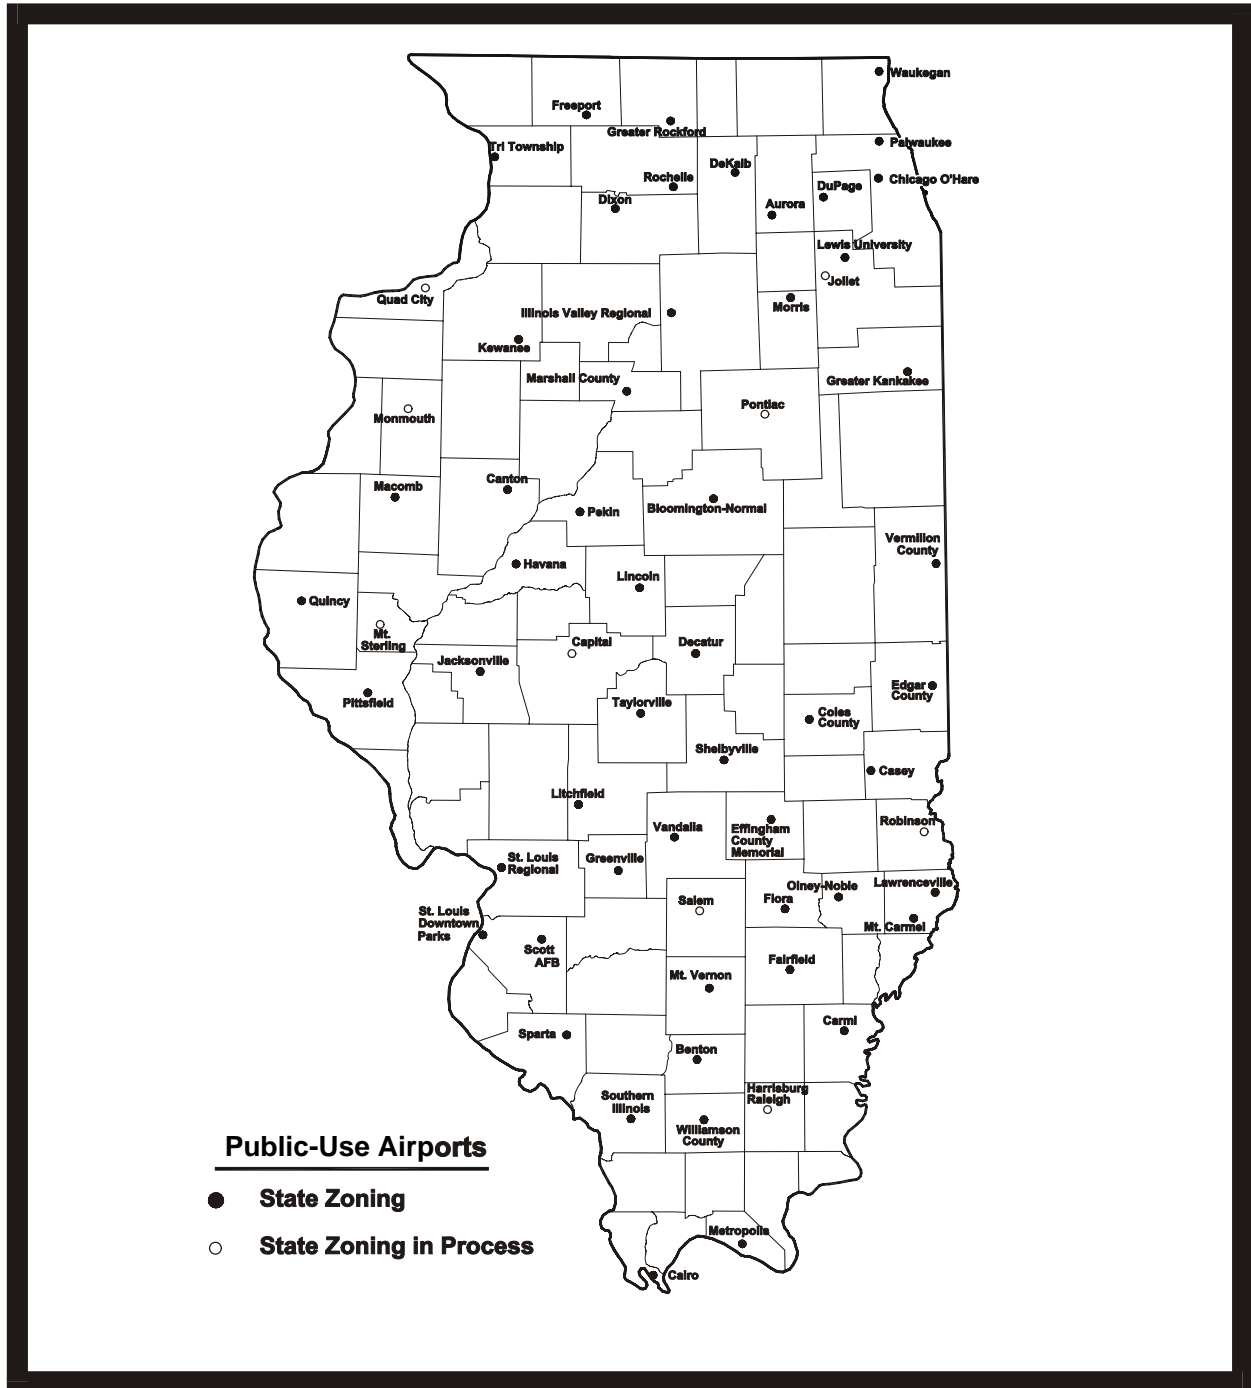 Waukegan
Freeport
Greater Rockford
Palwaukee
Tri Township
DeKalb
Rochelle
Chicago O'Hare
DuPage
Dixon
Aurora
Lewis University
Joliet
Quad City
Morris
Illinois Valley Regional
Kewanee
Marshall County
Greater Kankakee
Pontiac
Monmouth
Canton
Macomb
Pekin
Bloomington-Normal
Vermilion
County
Havana
Lincoln
Quincy
Mt.
Sterling
Capital
Decatur
Jacksonville
Edgar
County
Pittsfield
Taylorville
Coles
County
Shelbyville
Casey
Litchfield
Robinson
Vandalia
Effingham
County
Memorial
St. Louis
Regional
Greenville
Olney-Noble
Lawrenceville
Flora
Salem
St. Louis
Downtown
Parks
Mt. Carmel
Scott
AFB
Fairfield
Mt. Vernon
Carmi
Sparta
Benton
Harrisburg
Raleigh
Southern
Illinois
Williamson
County
Public-Use Airports
State Zoning
State Zoning in Process
Metropolis
Cairo